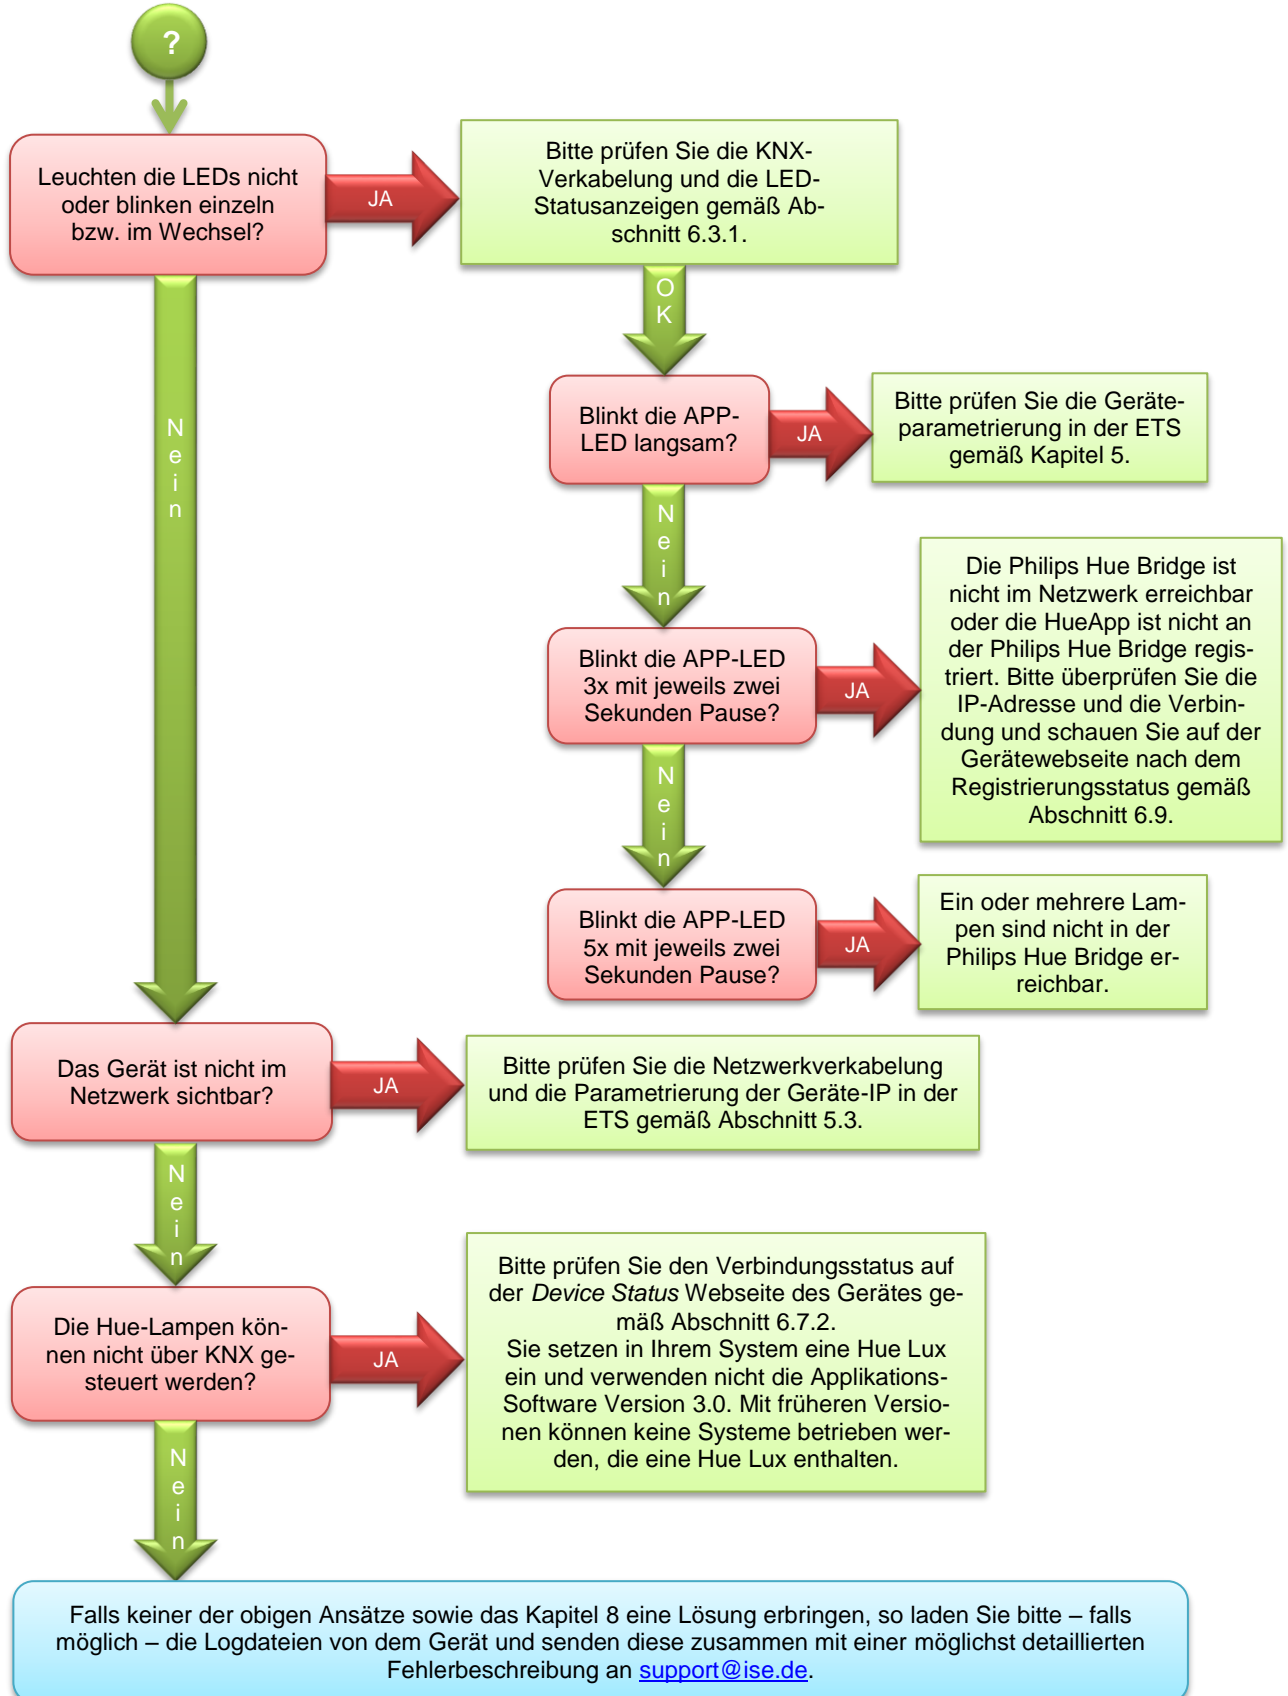 ?
Leuchten die LEDs nicht
oder blinken einzeln
bzw. im Wechsel?
JA
Bitte prüfen Sie die KNX-
Verkabelung und die LED-
Statusanzeigen gemäß Ab-
schnitt 6.3.1.
O
K
Blinkt die APP-
LED langsam?
JA
Bitte prüfen Sie die Geräte-
parametrierung in der ETS
gemäß Kapitel 5.
N
e
i
n
Blinkt die APP-LED
3x mit jeweils zwei
Sekunden Pause?
JA
Die Philips Hue Bridge ist
nicht im Netzwerk erreichbar
oder die HueApp ist nicht an
der Philips Hue Bridge regis-
triert. Bitte überprüfen Sie die
IP-Adresse und die Verbin-
dung und schauen Sie auf der
Gerätewebseite nach dem
Registrierungsstatus gemäß
Abschnitt 6.9.
N
e
i
n
Blinkt die APP-LED
5x mit jeweils zwei
Sekunden Pause?
JA
Ein oder mehrere Lam-
pen sind nicht in der
Philips Hue Bridge er-
reichbar.
N
e
i
n
Das Gerät ist nicht im
Netzwerk sichtbar?
JA
Bitte prüfen Sie die Netzwerkverkabelung
und die Parametrierung der Geräte-IP in der
ETS gemäß Abschnitt 5.3.
N
e
i
n
Die Hue-Lampen kön-
nen nicht über KNX ge-
steuert werden?
JA
Bitte prüfen Sie den Verbindungsstatus auf
der Device Status Webseite des Gerätes ge-
mäß Abschnitt 6.7.2.
Sie setzen in Ihrem System eine Hue Lux
ein und verwenden nicht die Applikations-
Software Version 3.0. Mit früheren Versio-
nen können keine Systeme betrieben wer-
den, die eine Hue Lux enthalten.
N
e
i
n
Falls keiner der obigen Ansätze sowie das Kapitel 8 eine Lösung erbringen, so laden Sie bitte – falls
möglich – die Logdateien von dem Gerät und senden diese zusammen mit einer möglichst detaillierten
Fehlerbeschreibung an support@ise.de.